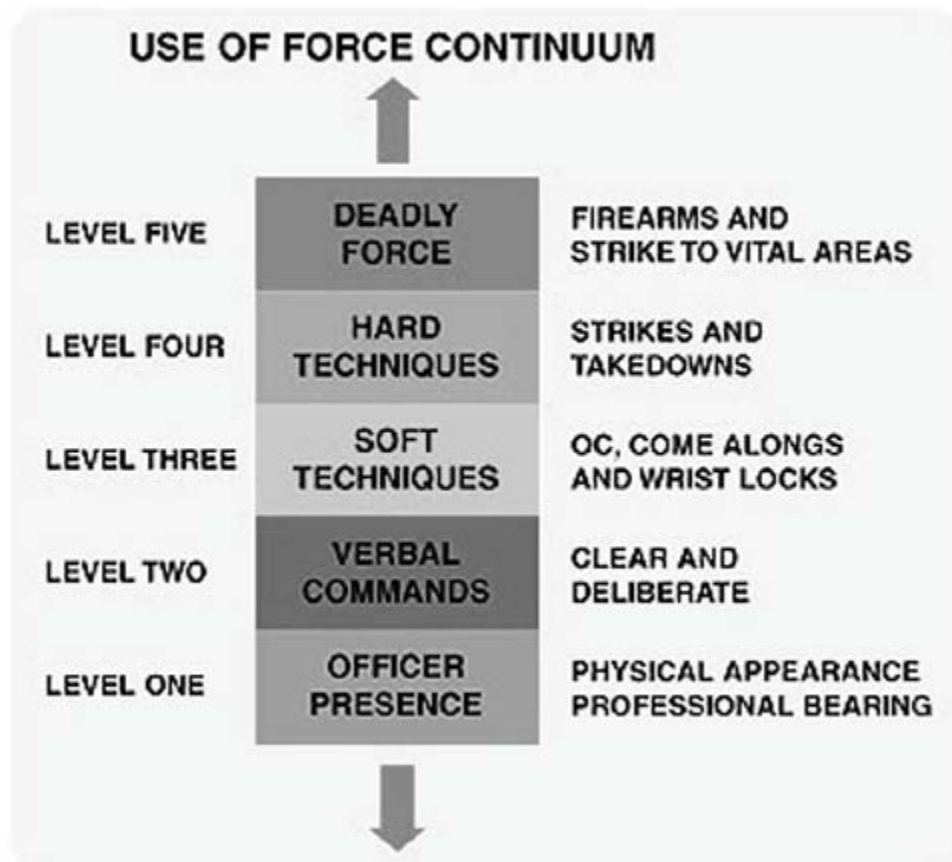 USE OF FORCE CONTINUUM
LEVEL FIVE
DEADLY
FORCE
FIREARMS AND
STRIKE TO VITAL AREAS
LEVEL FOUR
HARD
TECHNIQUES
STRIKES AND
TAKEDOWNS
LEVEL THREE
SOFT
TECHNIQUES
OC, COME ALONGS
AND WRIST LOCKS
LEVEL TWO
VERBAL
COMMANDS
CLEAR AND
DELIBERATE
LEVEL ONE
OFFICER
PRESENCE
PHYSICAL APPEARANCE
PROFESSIONAL BEARING